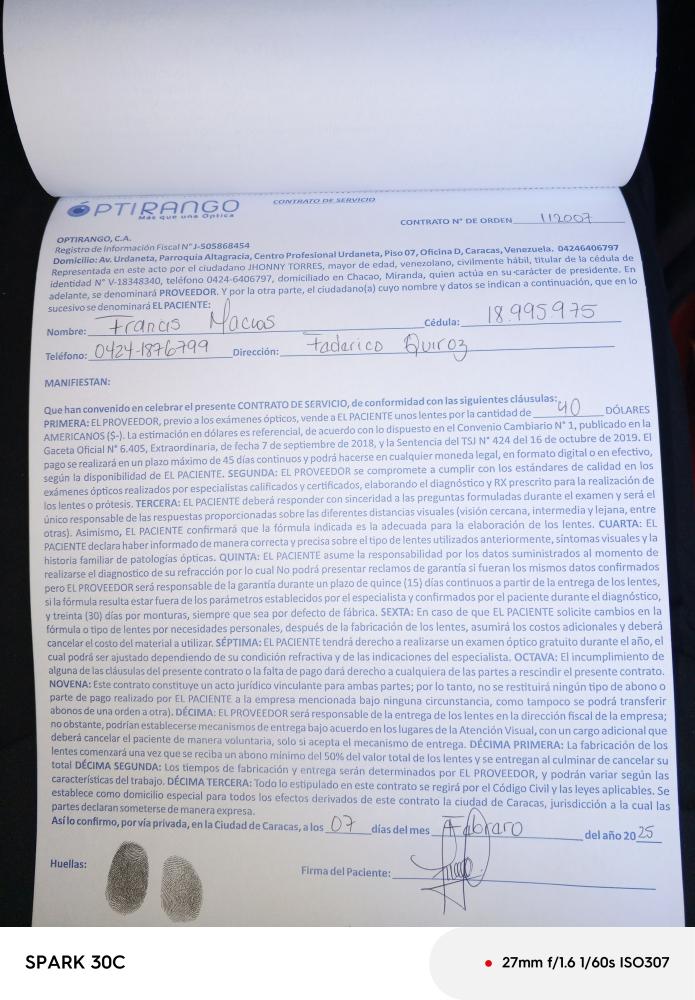 ÓPTIRANGO
Más que una Óptica
CONTRATO DE SERVICIO
CONTRATO N° DE ORDEN 112007
OPTIRANGO, C.A.
Registro de Información Fiscal N° J-505868454
Domicilio: Av. Urdaneta, Parroquia Altagracia, Centro Profesional Urdaneta, Piso 07, Oficina D, Caracas, Venezuela. 04246406797
Representada en este acto por el ciudadano JHONNY TORRES, mayor de edad, venezolano, civilmente hábil, titular de la cédula de
identidad N° V-18348340, teléfono 0424-6406797, domiciliado en Chacao, Miranda, quien actúa en su carácter de presidente. En
adelante, se denominará PROVEEDOR. Y por la otra parte, el ciudadano(a) cuyo nombre y datos se indican a continuación, que en lo
sucesivo se denominará EL PACIENTE:
Nombre: Francis Macias Cédula: 18.995.975
Teléfono: 0424-1876799 Dirección: Faderico Quiroz
MANIFIESTAN:
Que han convenido en celebrar el presente CONTRATO DE SERVICIO, de conformidad con las siguientes cláusulas:
PRIMERA: EL PROVEEDOR, previo a los exámenes ópticos, vende a EL PACIENTE unos lentes por la cantidad de 40 DÓLARES
AMERICANOS ($-). La estimación en dólares es referencial, de acuerdo con lo dispuesto en el Convenio Cambiario N° 1, publicado en la
Gaceta Oficial N° 6.405, Extraordinaria, de fecha 7 de septiembre de 2018, y la Sentencia del TSJ N° 424 del 16 de octubre de 2019. El
pago se realizará en un plazo máximo de 45 días continuos y podrá hacerse en cualquier moneda legal, en formato digital o en efectivo,
según la disponibilidad de EL PACIENTE. SEGUNDA: EL PROVEEDOR se compromete a cumplir con los estándares de calidad en los
exámenes ópticos realizados por especialistas calificados y certificados, elaborando el diagnóstico y RX prescrito para la realización de
los lentes o prótesis. TERCERA: EL PACIENTE deberá responder con sinceridad a las preguntas formuladas durante el examen y será el
único responsable de las respuestas proporcionadas sobre las diferentes distancias visuales (visión cercana, intermedia y lejana, entre
otras). Asimismo, EL PACIENTE confirmará que la fórmula indicada es la adecuada para la elaboración de los lentes. CUARTA: EL
PACIENTE declara haber informado de manera correcta y precisa sobre el tipo de lentes utilizados anteriormente, síntomas visuales y la
historia familiar de patologías ópticas. QUINTA: EL PACIENTE asume la responsabilidad por los datos suministrados al momento de
realizarse el diagnostico de su refracción por lo cual No podrá presentar reclamos de garantía si fueran los mismos datos confirmados
pero EL PROVEEDOR será responsable de la garantía durante un plazo de quince (15) días continuos a partir de la entrega de los lentes,
si la fórmula resulta estar fuera de los parámetros establecidos por el especialista y confirmados por el paciente durante el diagnóstico,
y treinta (30) días por monturas, siempre que sea por defecto de fábrica. SEXTA: En caso de que EL PACIENTE solicite cambios en la
fórmula o tipo de lentes por necesidades personales, después de la fabricación de los lentes, asumirá los costos adicionales y deberá
cancelar el costo del material a utilizar. SÉPTIMA: EL PACIENTE tendrá derecho a realizarse un examen óptico gratuito durante el año, el
cual podrá ser ajustado dependiendo de su condición refractiva y de las indicaciones del especialista. OCTAVA: El incumplimiento de
alguna de las cláusulas del presente contrato o la falta de pago dará derecho a cualquiera de las partes a rescindir el presente contrato.
NOVENA: Este contrato constituye un acto jurídico vinculante para ambas partes; por lo tanto, no se restituirá ningún tipo de abono o
parte de pago realizado por EL PACIENTE a la empresa mencionada bajo ninguna circunstancia, como tampoco se podrá transferir
abonos de una orden a otra). DÉCIMA: EL PROVEEDOR será responsable de la entrega de los lentes en la dirección fiscal de la empresa;
no obstante, podrían establecerse mecanismos de entrega bajo acuerdo en los lugares de la Atención Visual, con un cargo adicional que
deberá cancelar el paciente de manera voluntaria, solo si acepta el mecanismo de entrega. DÉCIMA PRIMERA: La fabricación de los
lentes comenzará una vez que se reciba un abono mínimo del 50% del valor total de los lentes y se entregan al culminar de cancelar su
total DÉCIMA SEGUNDA: Los tiempos de fabricación y entrega serán determinados por EL PROVEEDOR, y podrán variar según las
características del trabajo. DÉCIMA TERCERA: Todo lo estipulado en este contrato se regirá por el Código Civil y las leyes aplicables. Se
establece como domicilio especial para todos los efectos derivados de este contrato la ciudad de Caracas, jurisdicción a la cual las
partes declaran someterse de manera expresa.
Así lo confirmo, por vía privada, en la Ciudad de Caracas, a los 07 días del mes Febraro del año 2025
Huellas:
Firma del Paciente:
SPARK 30C
27mm f/1.6 1/60s ISO307